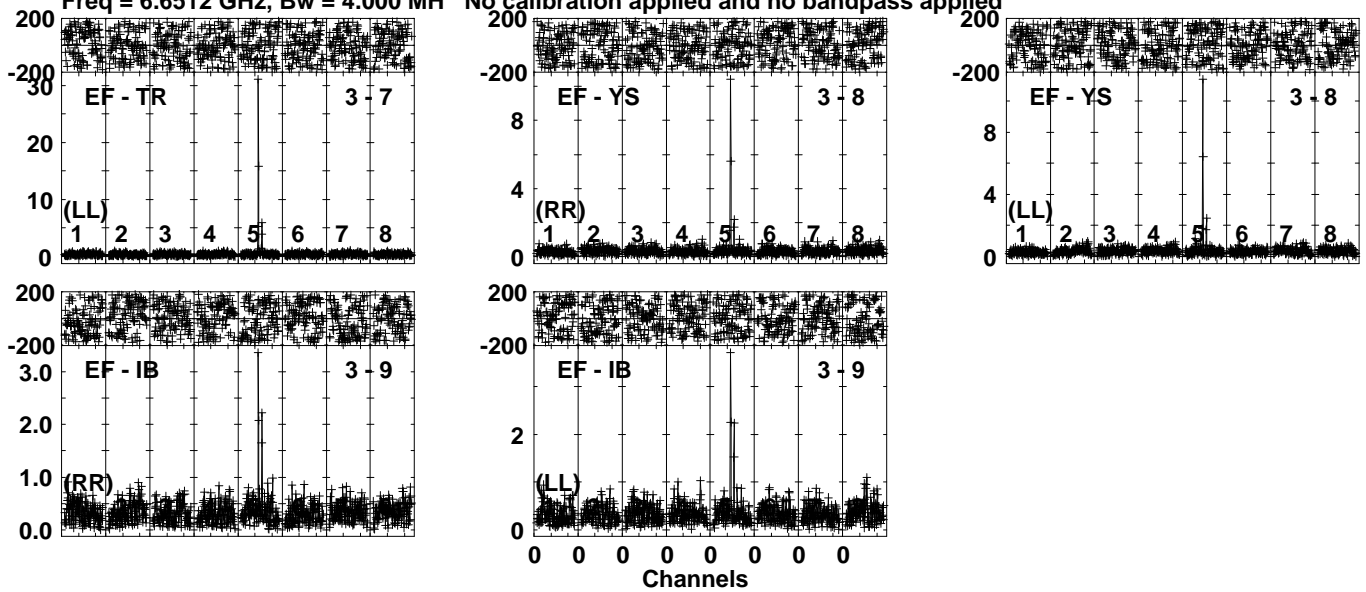 Freq = 6.6512 GHz, Bw = 4.000 MH No calibration applied and no bandpass applied
200
-200
30
20
10
0
EF - TR
3 - 7
(LL)
1 2 3 4 5 6 7 8
200
-200
8
4
0
EF - YS
3 - 8
(RR)
1 2 3 4 5 6 7 8
200
-200
8
4
0
EF - YS
3 - 8
(LL)
1 2 3 4 5 6 7 8
200
-200
3.0
2.0
1.0
0.0
EF - IB
3 - 9
(RR)
200
-200
2
0
EF - IB
3 - 9
(LL)
0 0 0 0 0 0 0 0
Channels